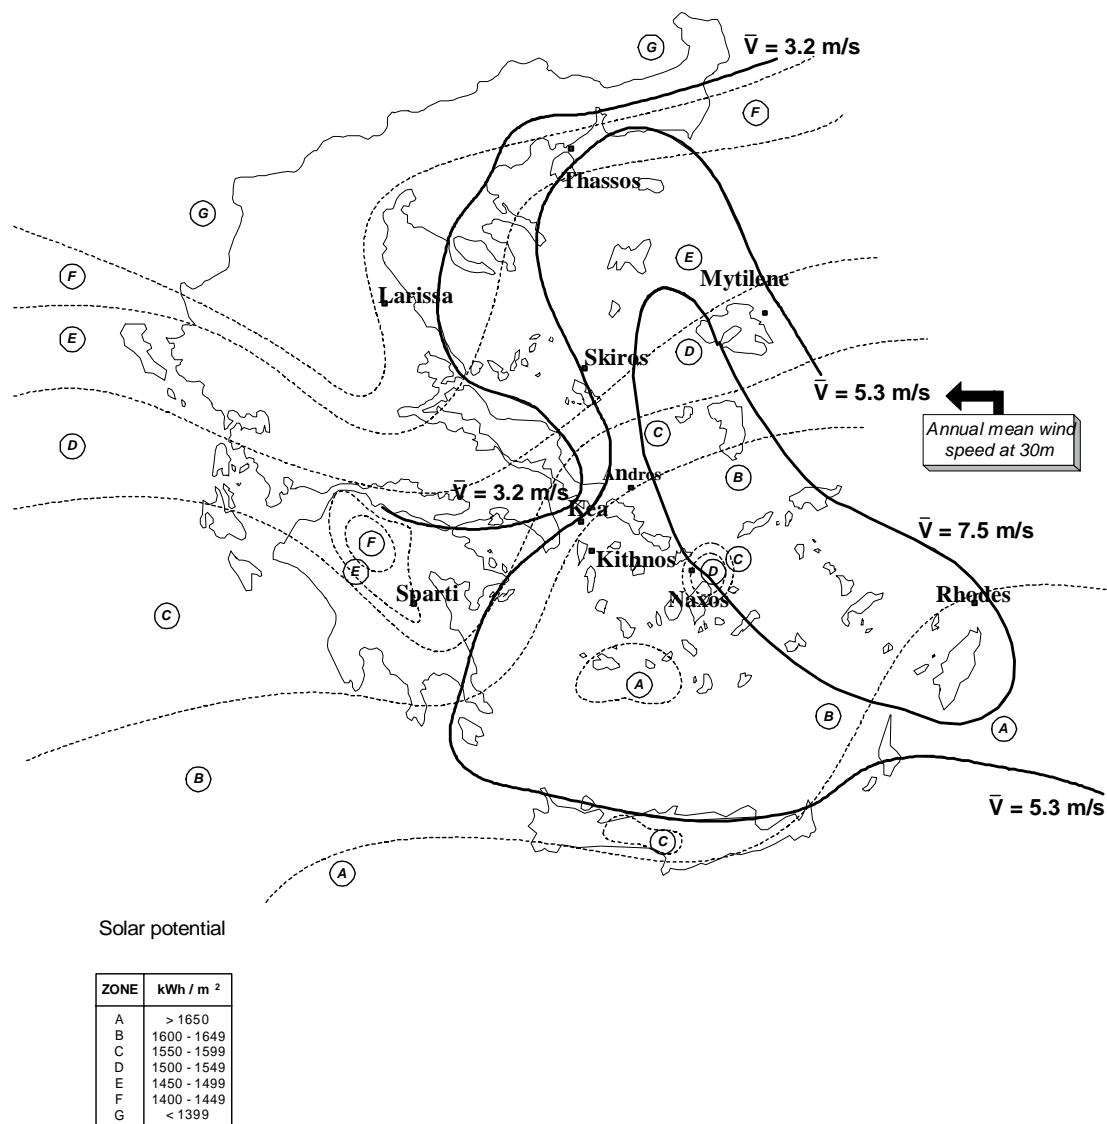 G
V̅ = 3.2 m/s
F
Thassos
G
E
F
Mytilene
Larissa
E
D
Skiros
V̅ = 5.3 m/s
Annual mean wind
speed at 30m
C
D
Andros
B
V̅ = 3.2 m/s
Kea
V̅ = 7.5 m/s
F
Kithnos
C
E
D
Sparti
Naxos
Rhodes
C
A
B
A
B
V̅ = 5.3 m/s
C
A
Solar potential
ZONE kWh / m ²
A > 1650
B 1600 - 1649
C 1550 - 1599
D 1500 - 1549
E 1450 - 1499
F 1400 - 1449
G < 1399